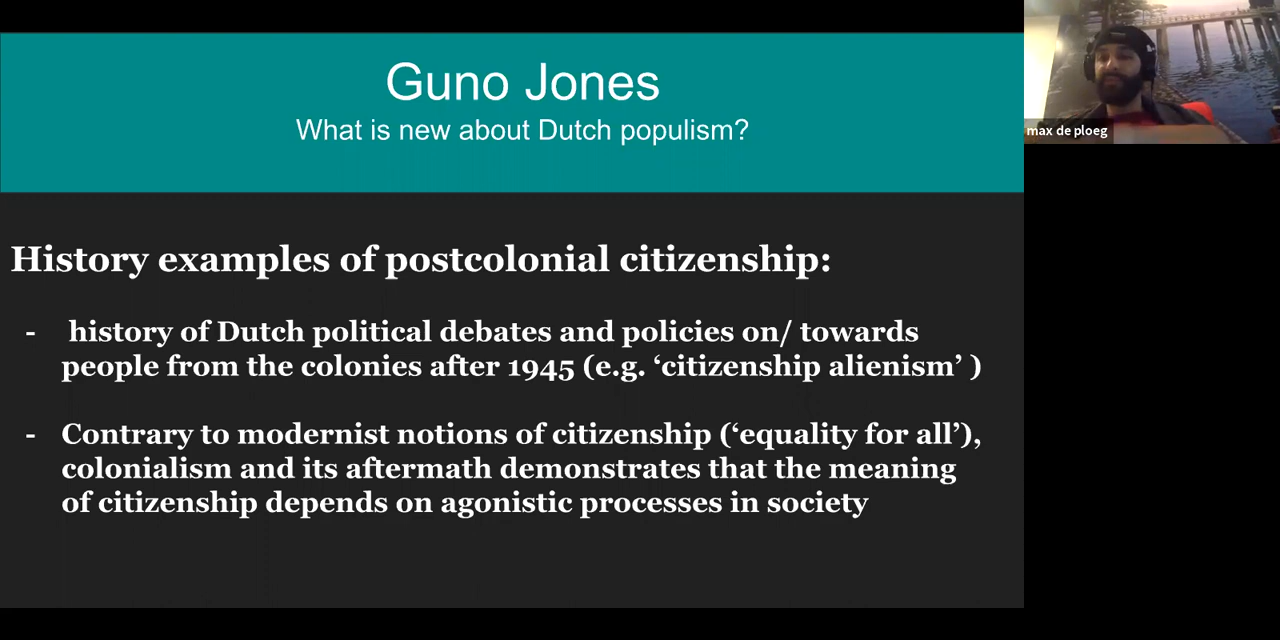 Guno Jones
What is new about Dutch populism?
max de ploeg
History examples of postcolonial citizenship:
- history of Dutch political debates and policies on/ towards
people from the colonies after 1945 (e.g. ‘citizenship alienism’ )
- Contrary to modernist notions of citizenship (‘equality for all’),
colonialism and its aftermath demonstrates that the meaning
of citizenship depends on agonistic processes in society